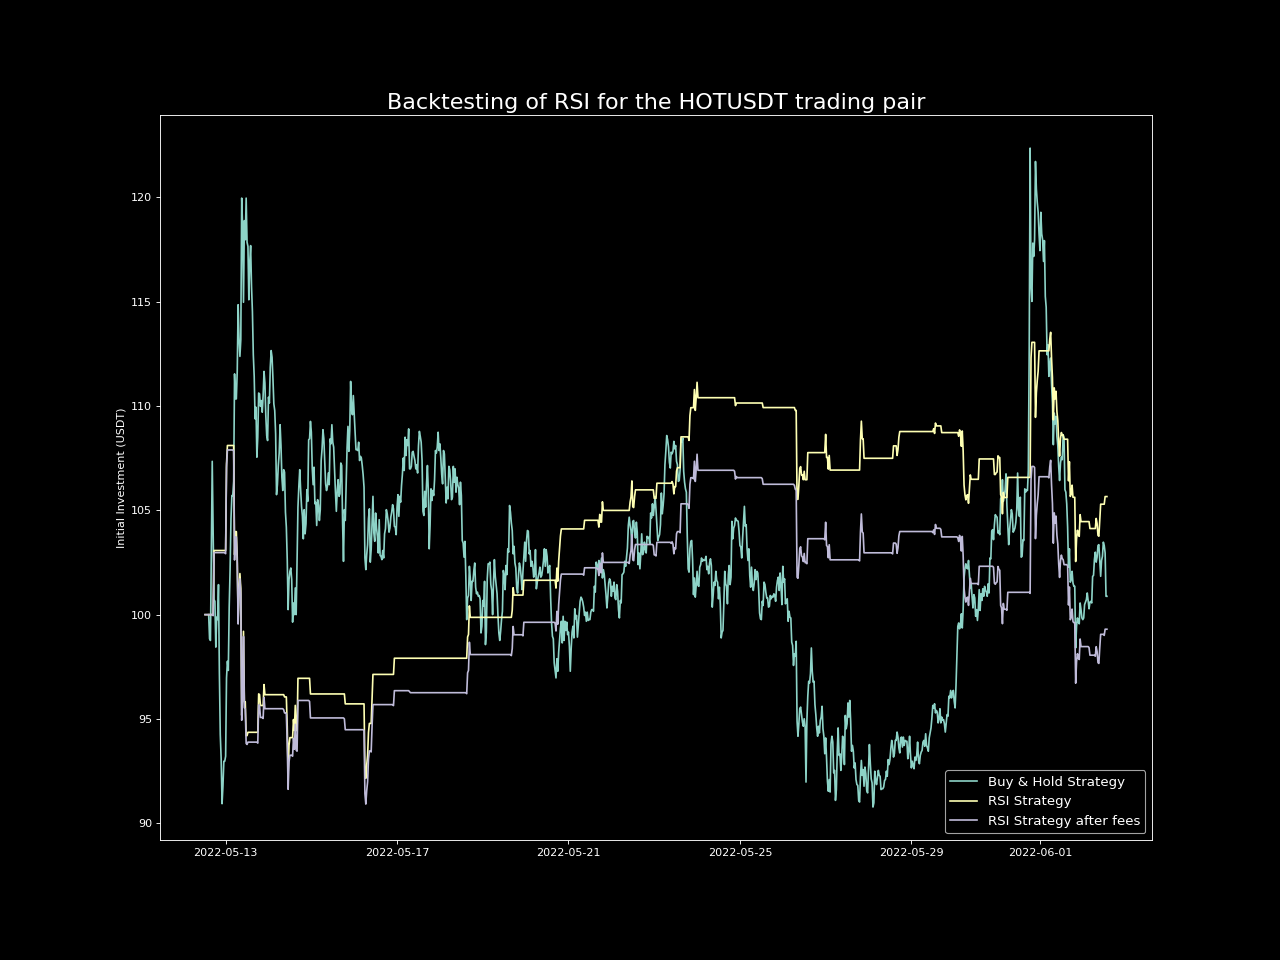 Backtesting of RSI for the HOTUSDT trading pair
Initial Investment (USDT)
120
115
110
105
100
95
90
2022-05-13
2022-05-17
2022-05-21
2022-05-25
2022-05-29
2022-06-01
Buy & Hold Strategy
RSI Strategy
RSI Strategy after fees